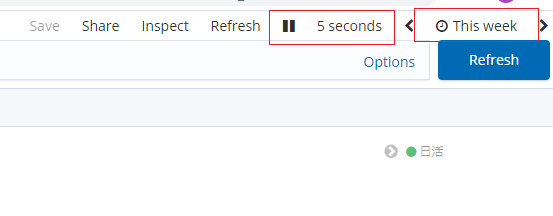 Save Share Inspect Refresh 5 seconds This week
Options Refresh
日活